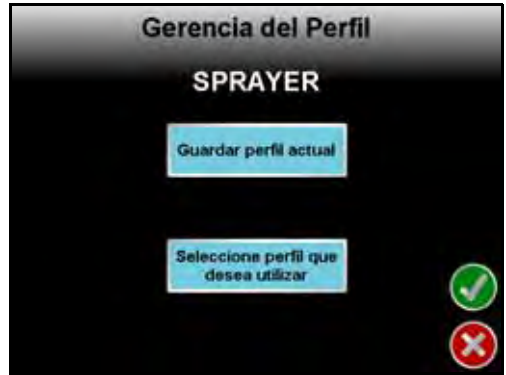 Gerencia del Perfil
SPRAYER
Guardar perfil actual
Seleccione perfil que
desea utilizar